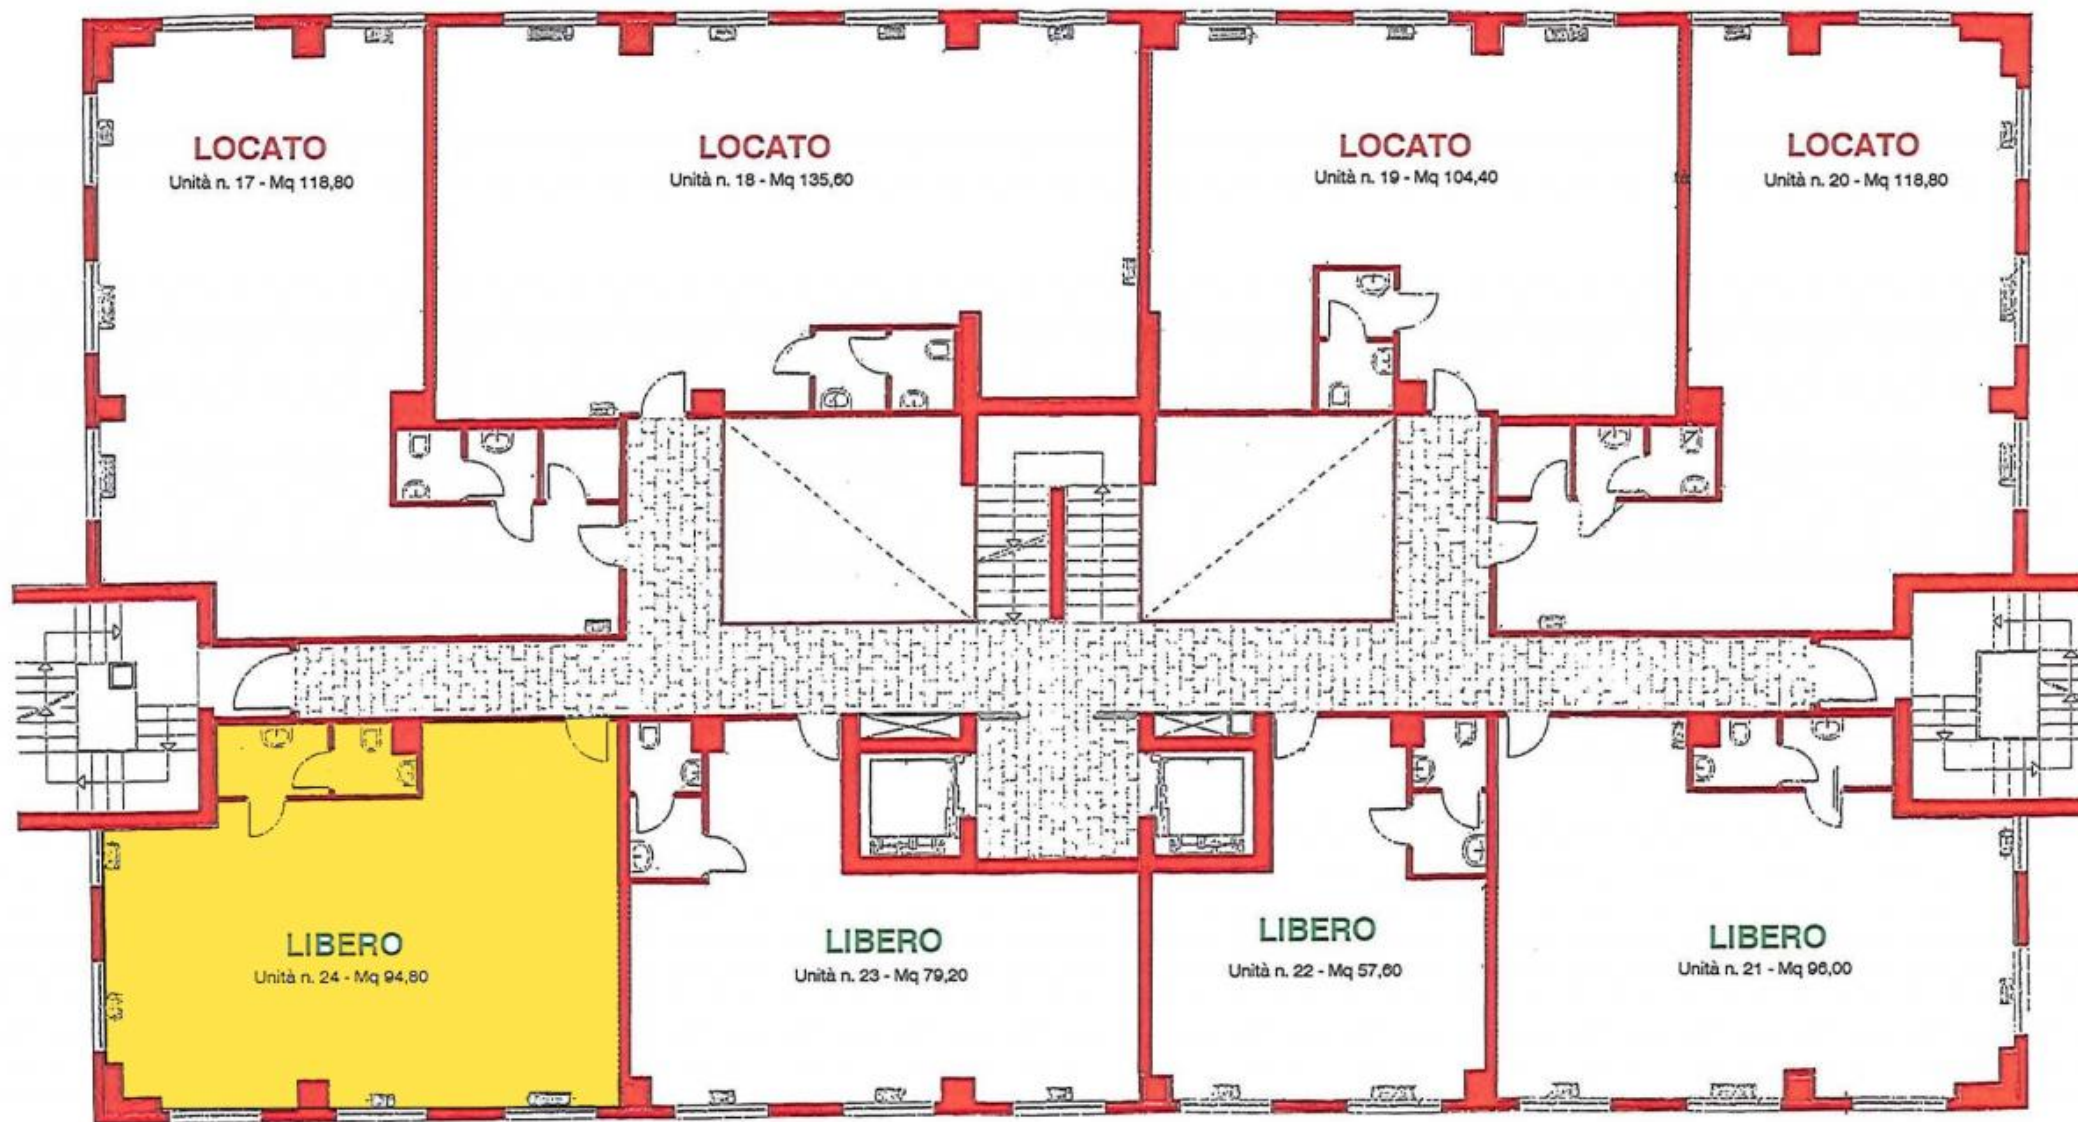 LOCATO
Unità n. 17 - Mq 118,80
LOCATO
Unità n. 18 - Mq 135,60
LOCATO
Unità n. 19 - Mq 104,40
LOCATO
Unità n. 20 - Mq 118,80
LIBERO
Unità n. 24 - Mq 94,80
LIBERO
Unità n. 23 - Mq 79,20
LIBERO
Unità n. 22 - Mq 57,60
LIBERO
Unità n. 21 - Mq 96,00